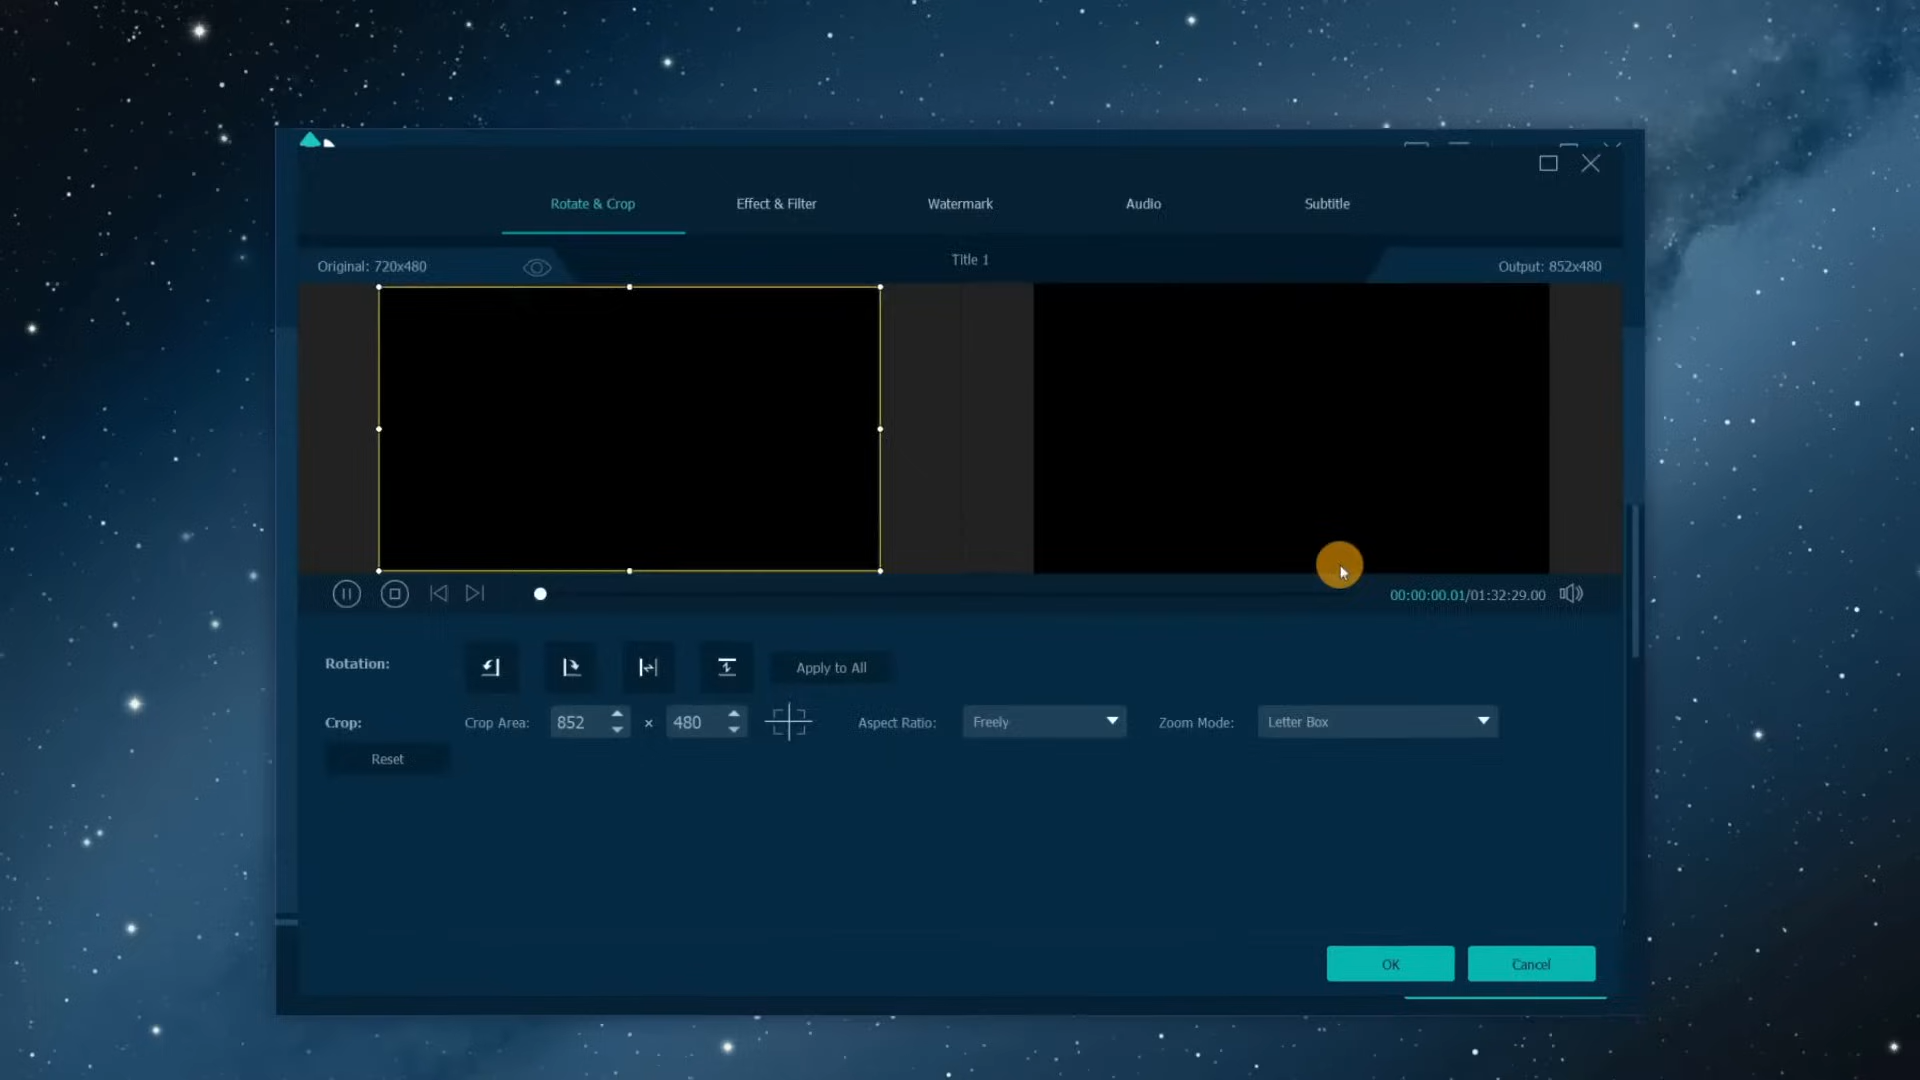 Rotate & Crop Effect & Filter Watermark Audio Subtitle
Original: 720x480 Title 1 Output: 852x480
00:00:00.01/01:32:29.00
Rotation: Apply to All
Crop: Crop Area: 852 × 480 Aspect Ratio: Freely Zoom Mode: Letter Box
Reset
OK Cancel